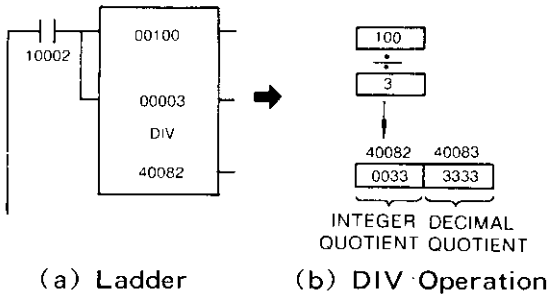 10002
00100
00003
DIV
40082
100
÷
3
40082 40083
0033 3333
INTEGER DECIMAL
QUOTIENT QUOTIENT
(a) Ladder
(b) DIV Operation